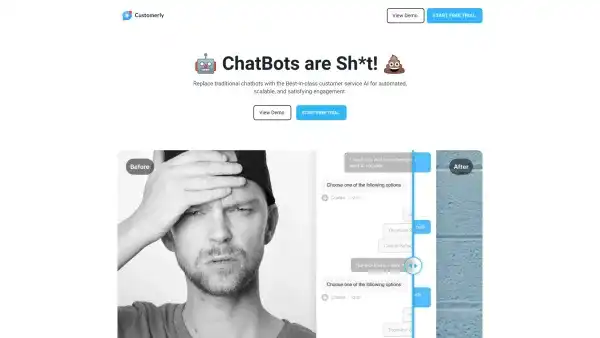 Customerly
View Demo
START FREE TRIAL
ChatBots are Sh*t!
Replace traditional chatbots with the Best-in-class customer service AI for automated,
scalable, and satisfying engagement
View Demo
START FREE TRIAL
Before
After
Choose one of the following options
Choose one of the following options